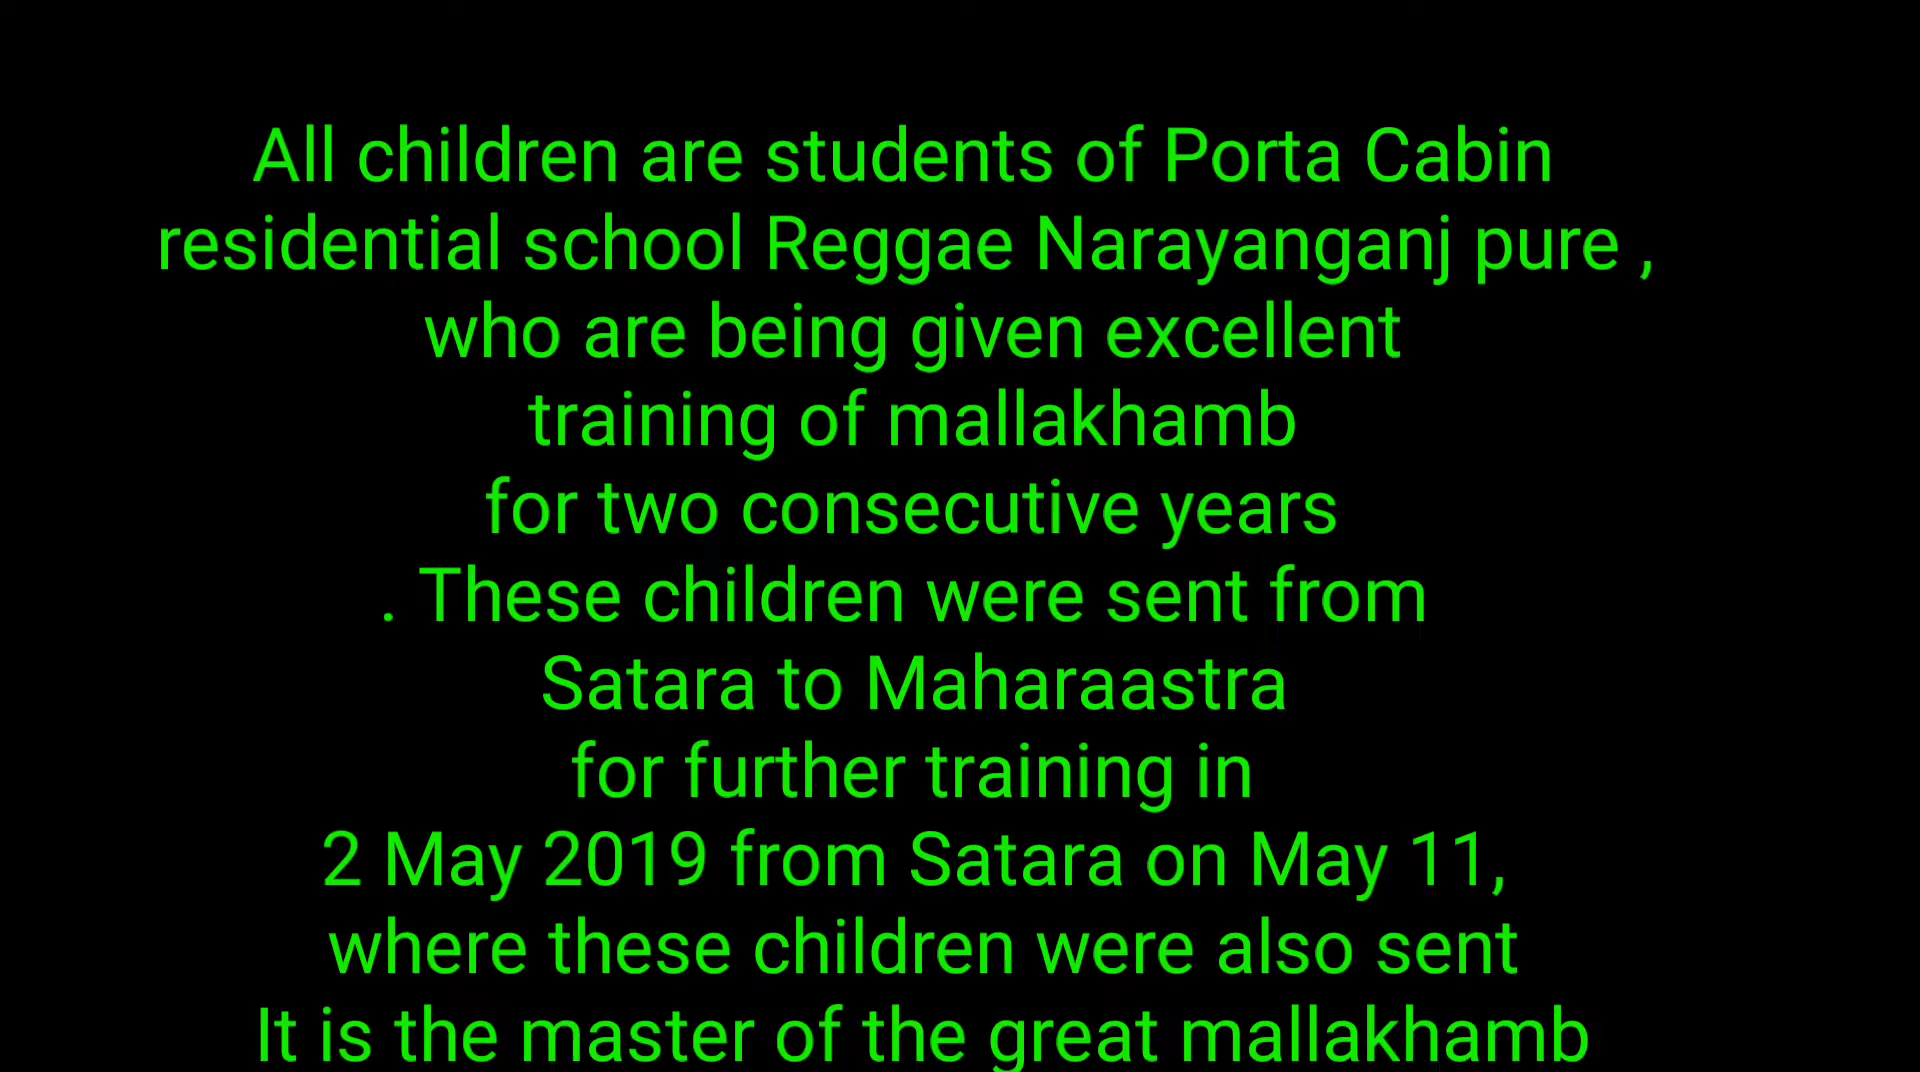 All children are students of Porta Cabin
residential school Reggae Narayanganj pure ,
who are being given excellent
training of mallakhamb
for two consecutive years
. These children were sent from
Satara to Maharaastra
for further training in
2 May 2019 from Satara on May 11,
where these children were also sent
It is the master of the great mallakhamb